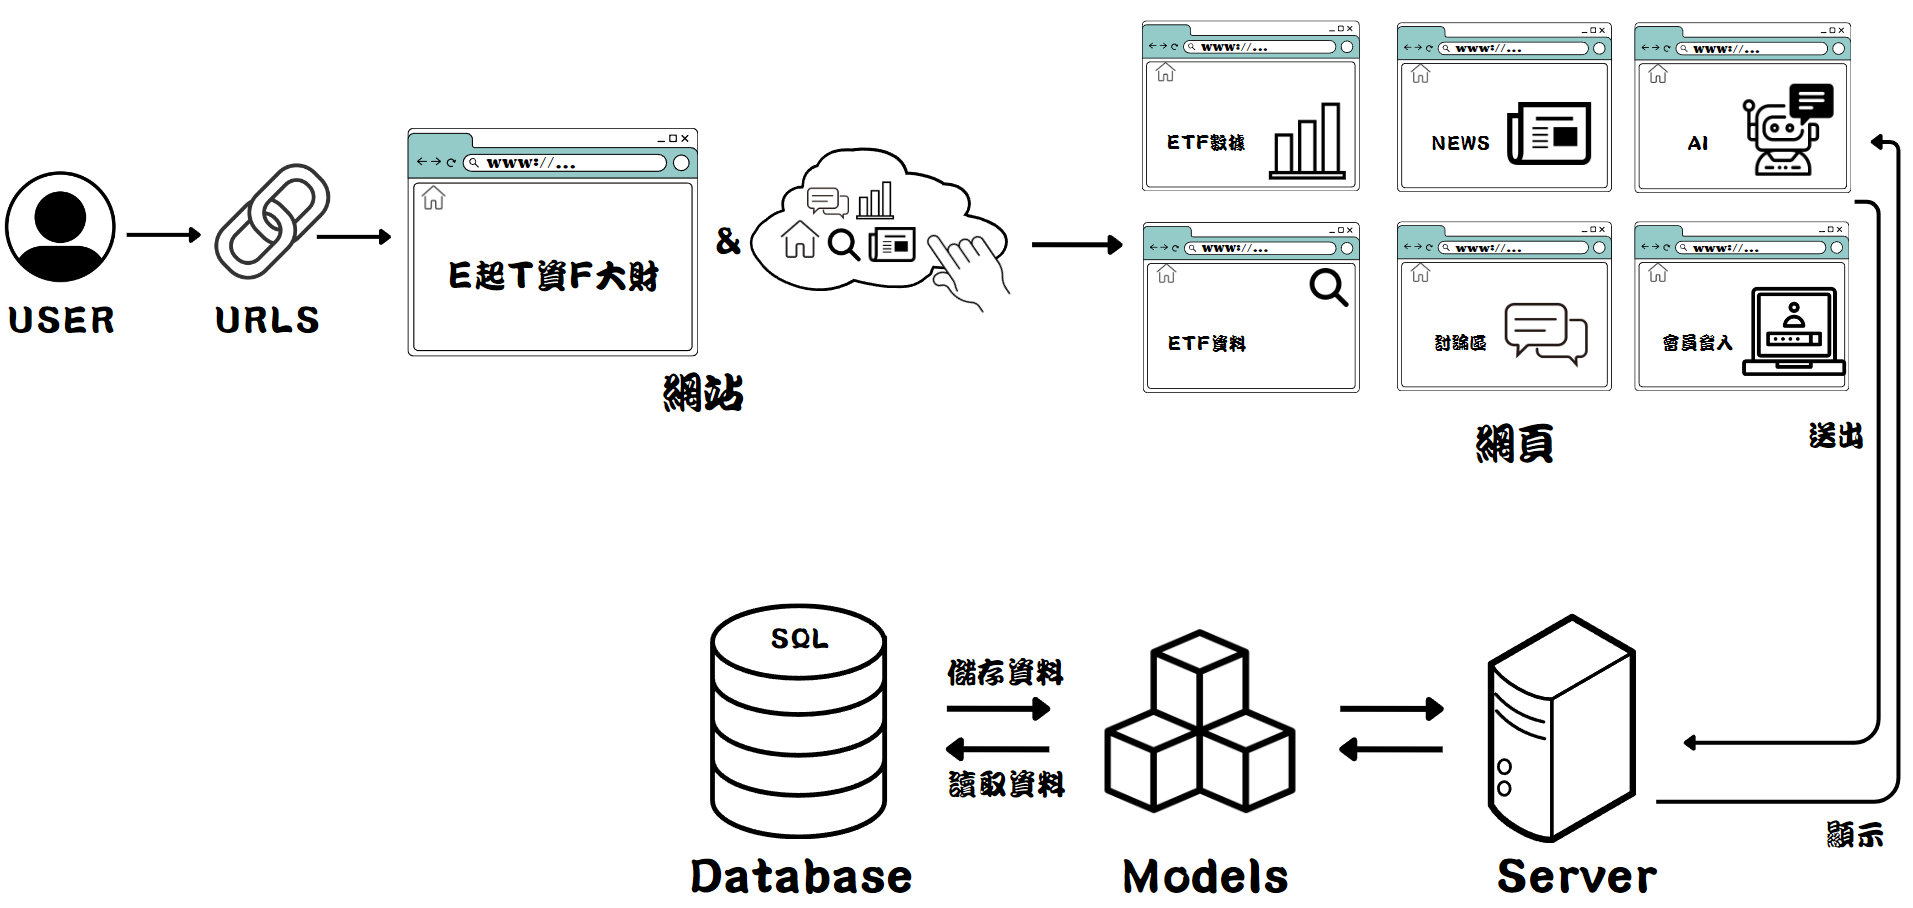 USER
URLS
www://...
E起T資F大財
網站
&
www://...
ETF數據
www://...
NEWS
www://...
AI
www://...
ETF資料
www://...
討論區
www://...
會員登入
網頁
送出
SQL
儲存資料
讀取資料
Database
Models
Server
顯示